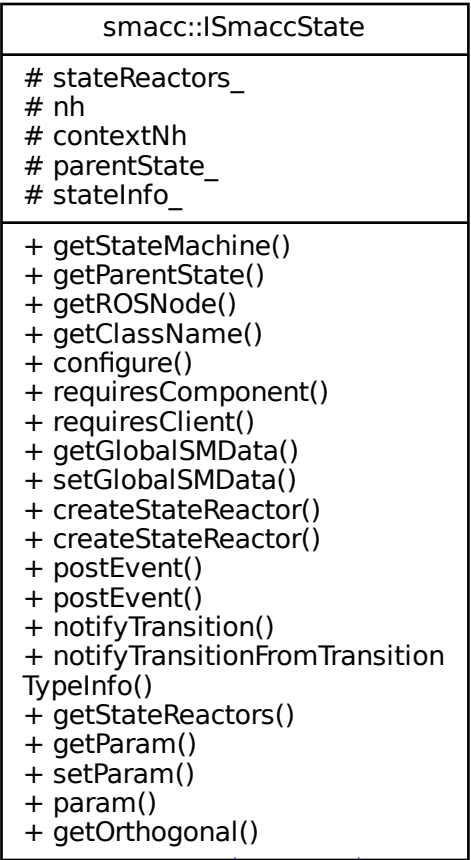 smacc::ISmaccState
# stateReactors_
# nh
# contextNh
# parentState_
# stateInfo_
+ getStateMachine()
+ getParentState()
+ getROSNode()
+ getClassName()
+ configure()
+ requiresComponent()
+ requiresClient()
+ getGlobalSMData()
+ setGlobalSMData()
+ createStateReactor()
+ createStateReactor()
+ postEvent()
+ postEvent()
+ notifyTransition()
+ notifyTransitionFromTransition
TypeInfo()
+ getStateReactors()
+ getParam()
+ setParam()
+ param()
+ getOrthogonal()